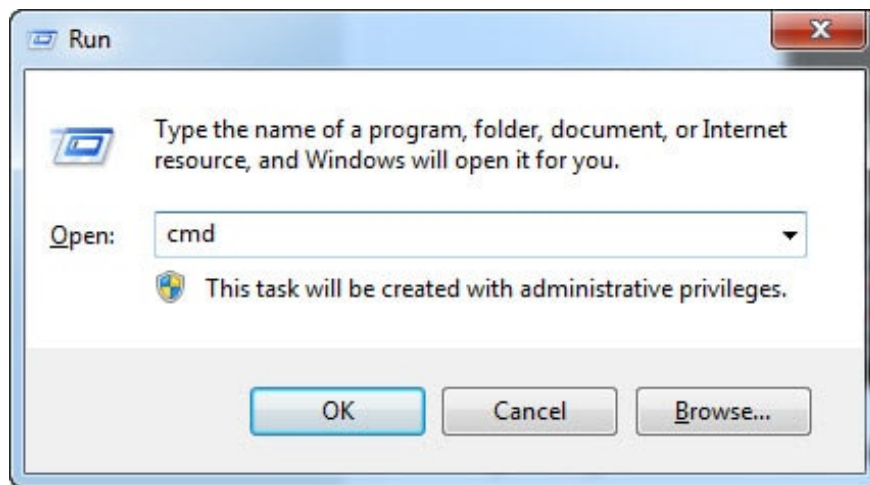 Run
Type the name of a program, folder, document, or Internet
resource, and Windows will open it for you.
Open: cmd
This task will be created with administrative privileges.
OK Cancel Browse...